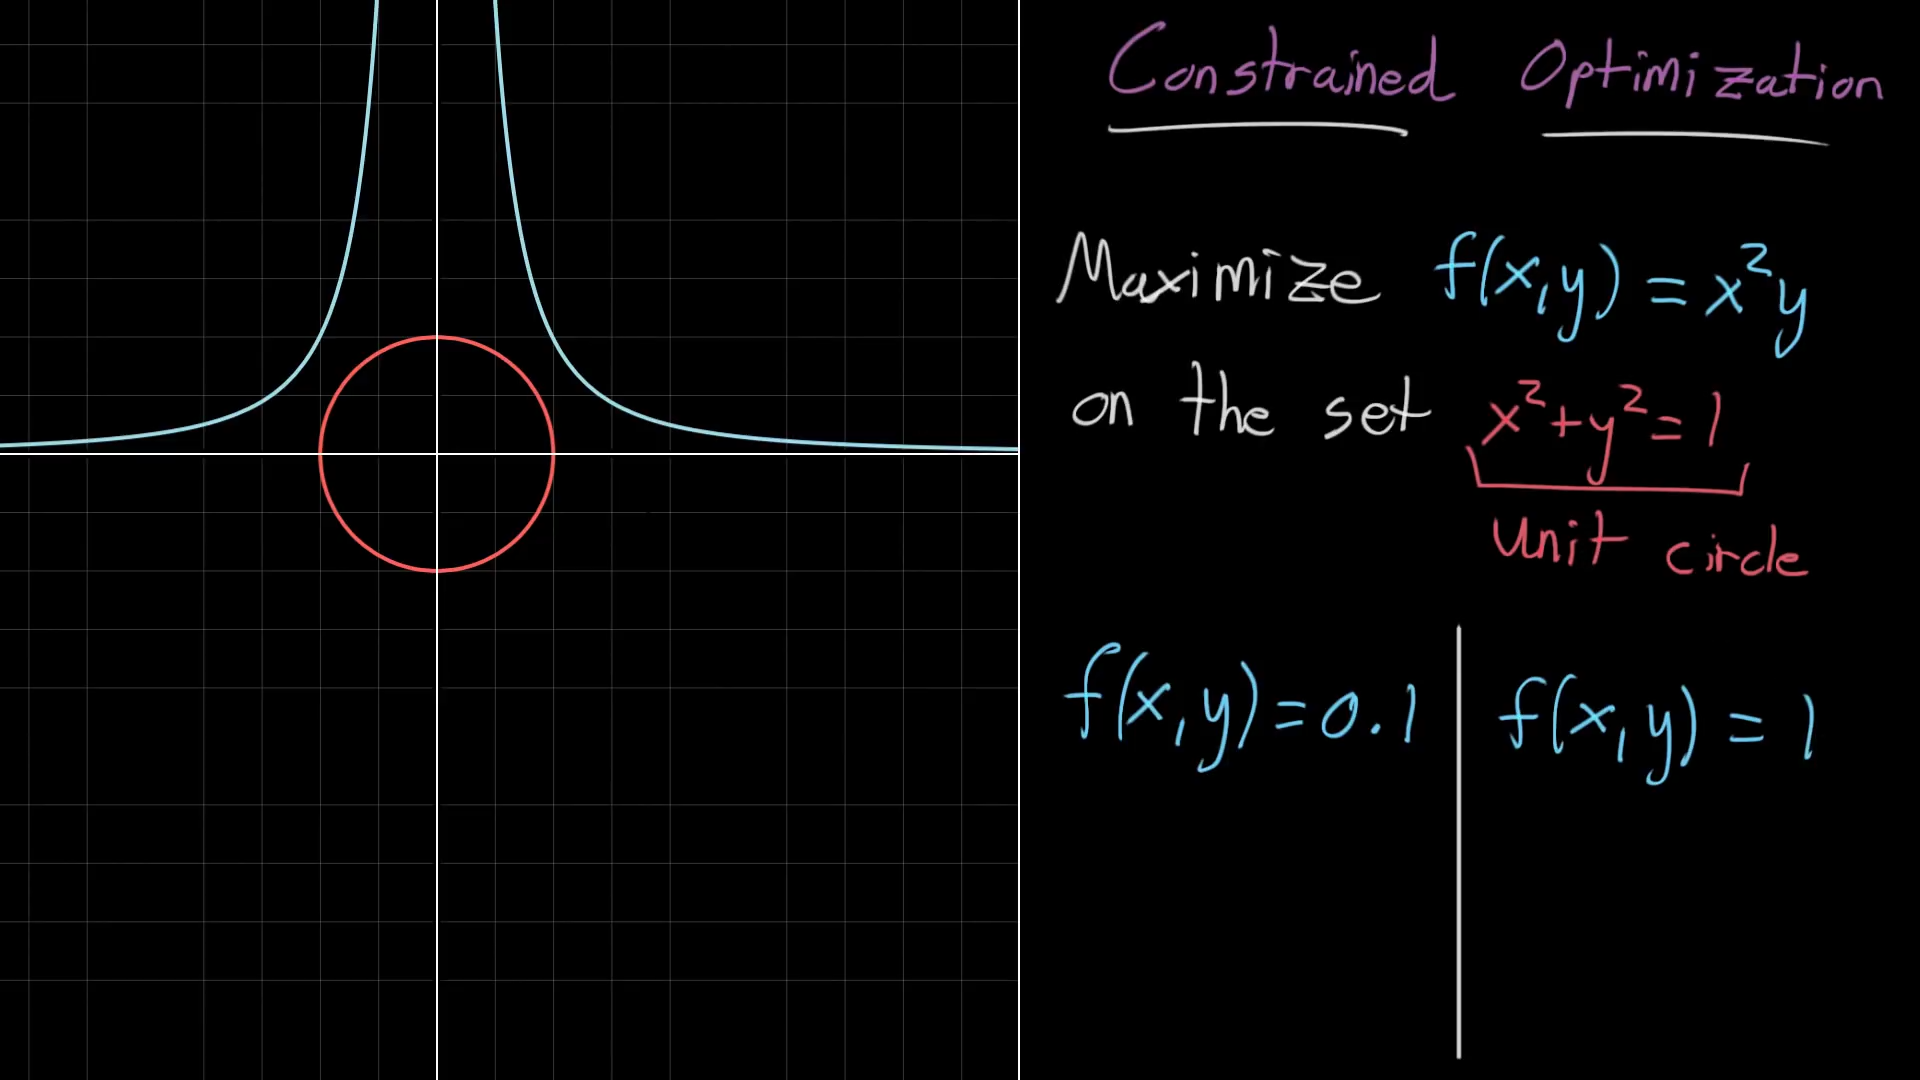 Constrained Optimization
Maximize f(x,y) = x²y
on the set x²+y²=1
Unit circle
f(x,y)=0.1
f(x,y) = 1